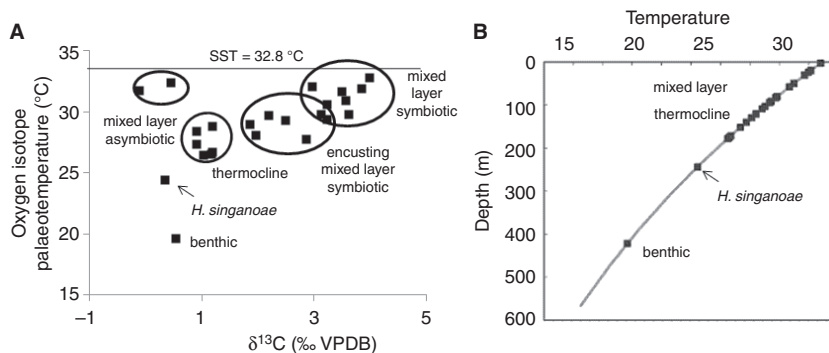 A
Oxygen isotope
palaeotemperature (°C)
35
30
25
20
15
SST = 32.8 °C
mixed layer
asymbiotic
mixed
layer
symbiotic
thermocline
encusting
mixed layer
symbiotic
H. singanoae
benthic
–1
1
3
5
δ¹³C (‰ VPDB)
B
Temperature
15
20
25
30
Depth (m)
0
100
200
300
400
500
600
mixed layer
thermocline
H. singanoae
benthic